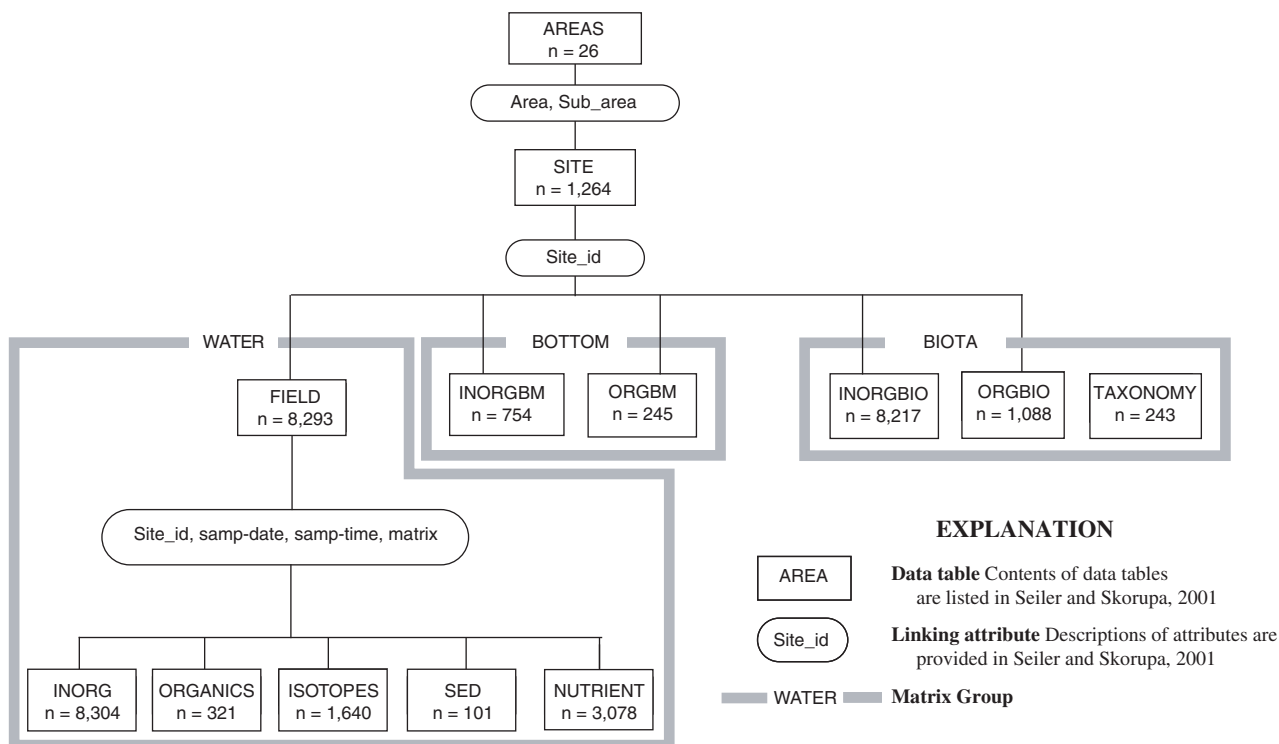 AREAS
n = 26
Area, Sub_area
SITE
n = 1,264
Site_id
WATER
BOTTOM
BIOTA
FIELD
n = 8,293
INORGBM
n = 754
ORGBM
n = 245
INORGBIO
n = 8,217
ORGBIO
n = 1,088
TAXONOMY
n = 243
Site_id, samp-date, samp-time, matrix
INORG
n = 8,304
ORGANICS
n = 321
ISOTOPES
n = 1,640
SED
n = 101
NUTRIENT
n = 3,078
EXPLANATION
AREA
Data table Contents of data tables
are listed in Seiler and Skorupa, 2001
Site_id
Linking attribute Descriptions of attributes are
provided in Seiler and Skorupa, 2001
WATER
Matrix Group